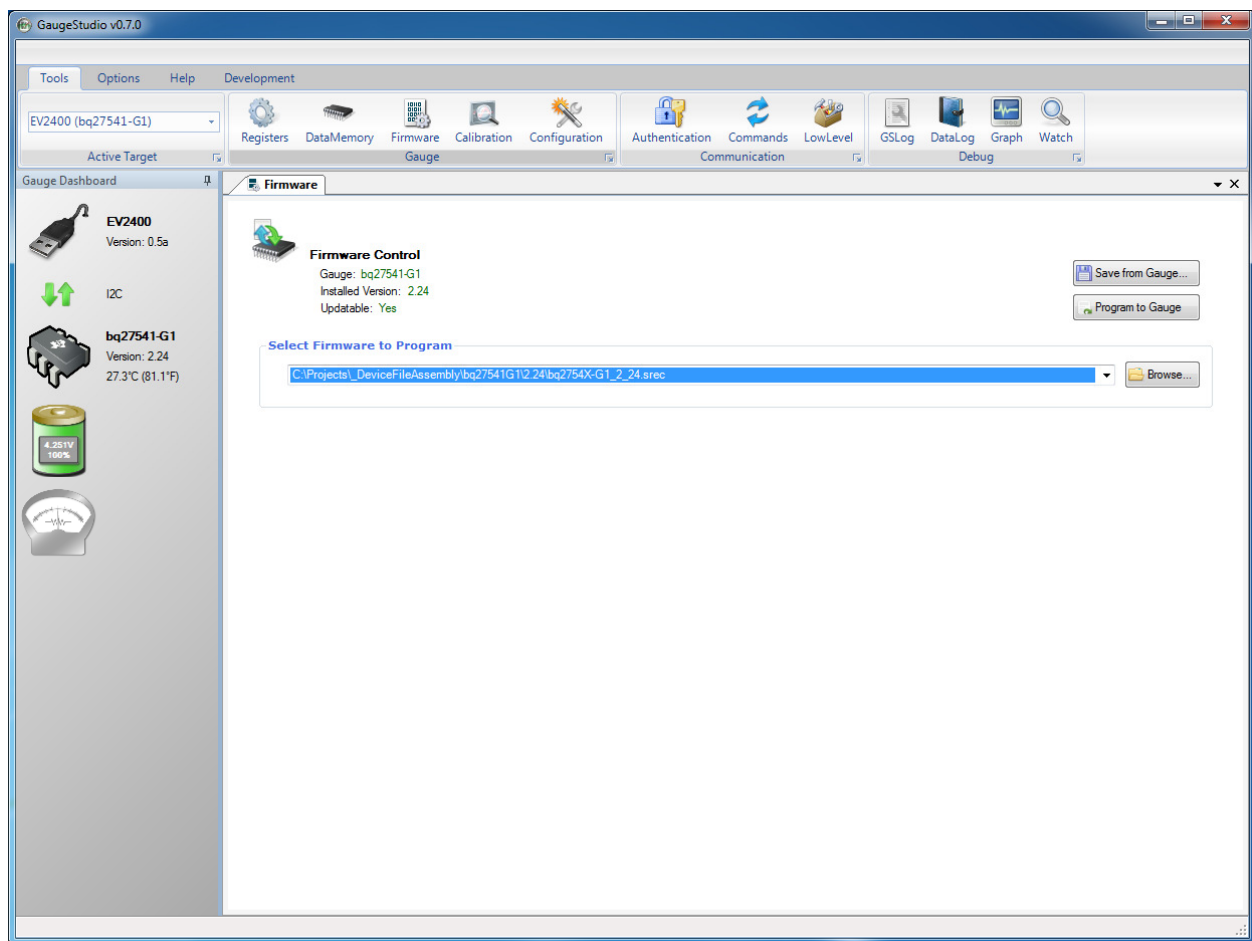 GaugeStudio v0.7.0
Tools Options Help Development
EV2400 (bq27541-G1)
Registers DataMemory Firmware Calibration Configuration Authentication Commands LowLevel GSLog DataLog Graph Watch
Active Target Gauge Communication Debug
Gauge Dashboard
EV2400
Version: 0.5a
I2C
bq27541-G1
Version: 2.24
27.3°C (81.1°F)
4.251V
100%
Firmware
Firmware Control
Gauge: bq27541-G1
Installed Version: 2.24
Updatable: Yes
Save from Gauge...
Program to Gauge
Select Firmware to Program
C:\Projects\_DeviceFileAssembly\bq27541G1\2.24\bq2754X-G1_2_24.srec
Browse...